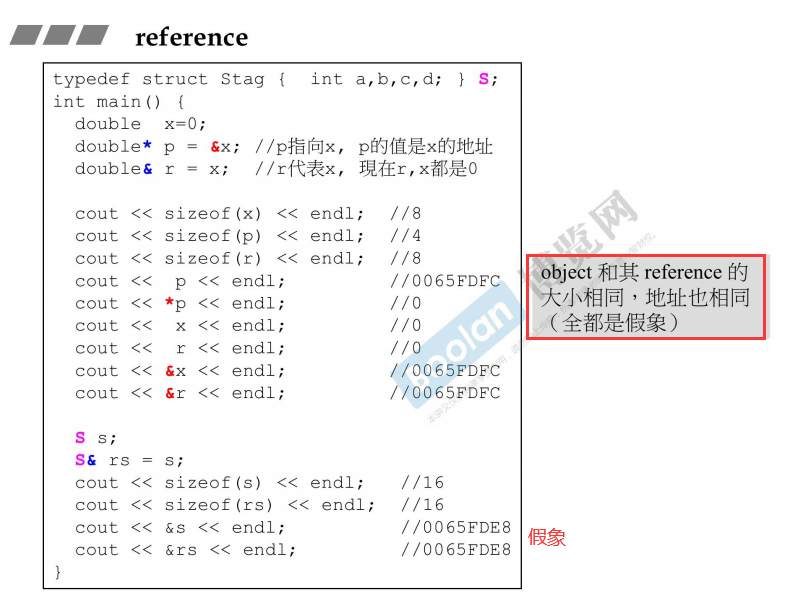 reference
typedef struct Stag {  int a,b,c,d; } S;
int main() {
  double  x=0;
  double* p = &x; //p指向x, p的值是x的地址
  double& r = x;  //r代表x, 現在r,x都是0
  cout << sizeof(x) << endl;  //8
  cout << sizeof(p) << endl;  //4
  cout << sizeof(r) << endl;  //8
  cout <<  p << endl;         //0065FDFC
  cout << *p << endl;         //0
  cout <<  x << endl;         //0
  cout <<  r << endl;         //0
  cout << &x << endl;         //0065FDFC
  cout << &r << endl;         //0065FDFC
  S s;
  S& rs = s;
  cout << sizeof(s) << endl;   //16
  cout << sizeof(rs) << endl;  //16
  cout << &s << endl;          //0065FDE8
  cout << &rs << endl;         //0065FDE8
}
object 和其 reference 的
大小相同，地址也相同
（全都是假象）
假象
Boolan 博览网